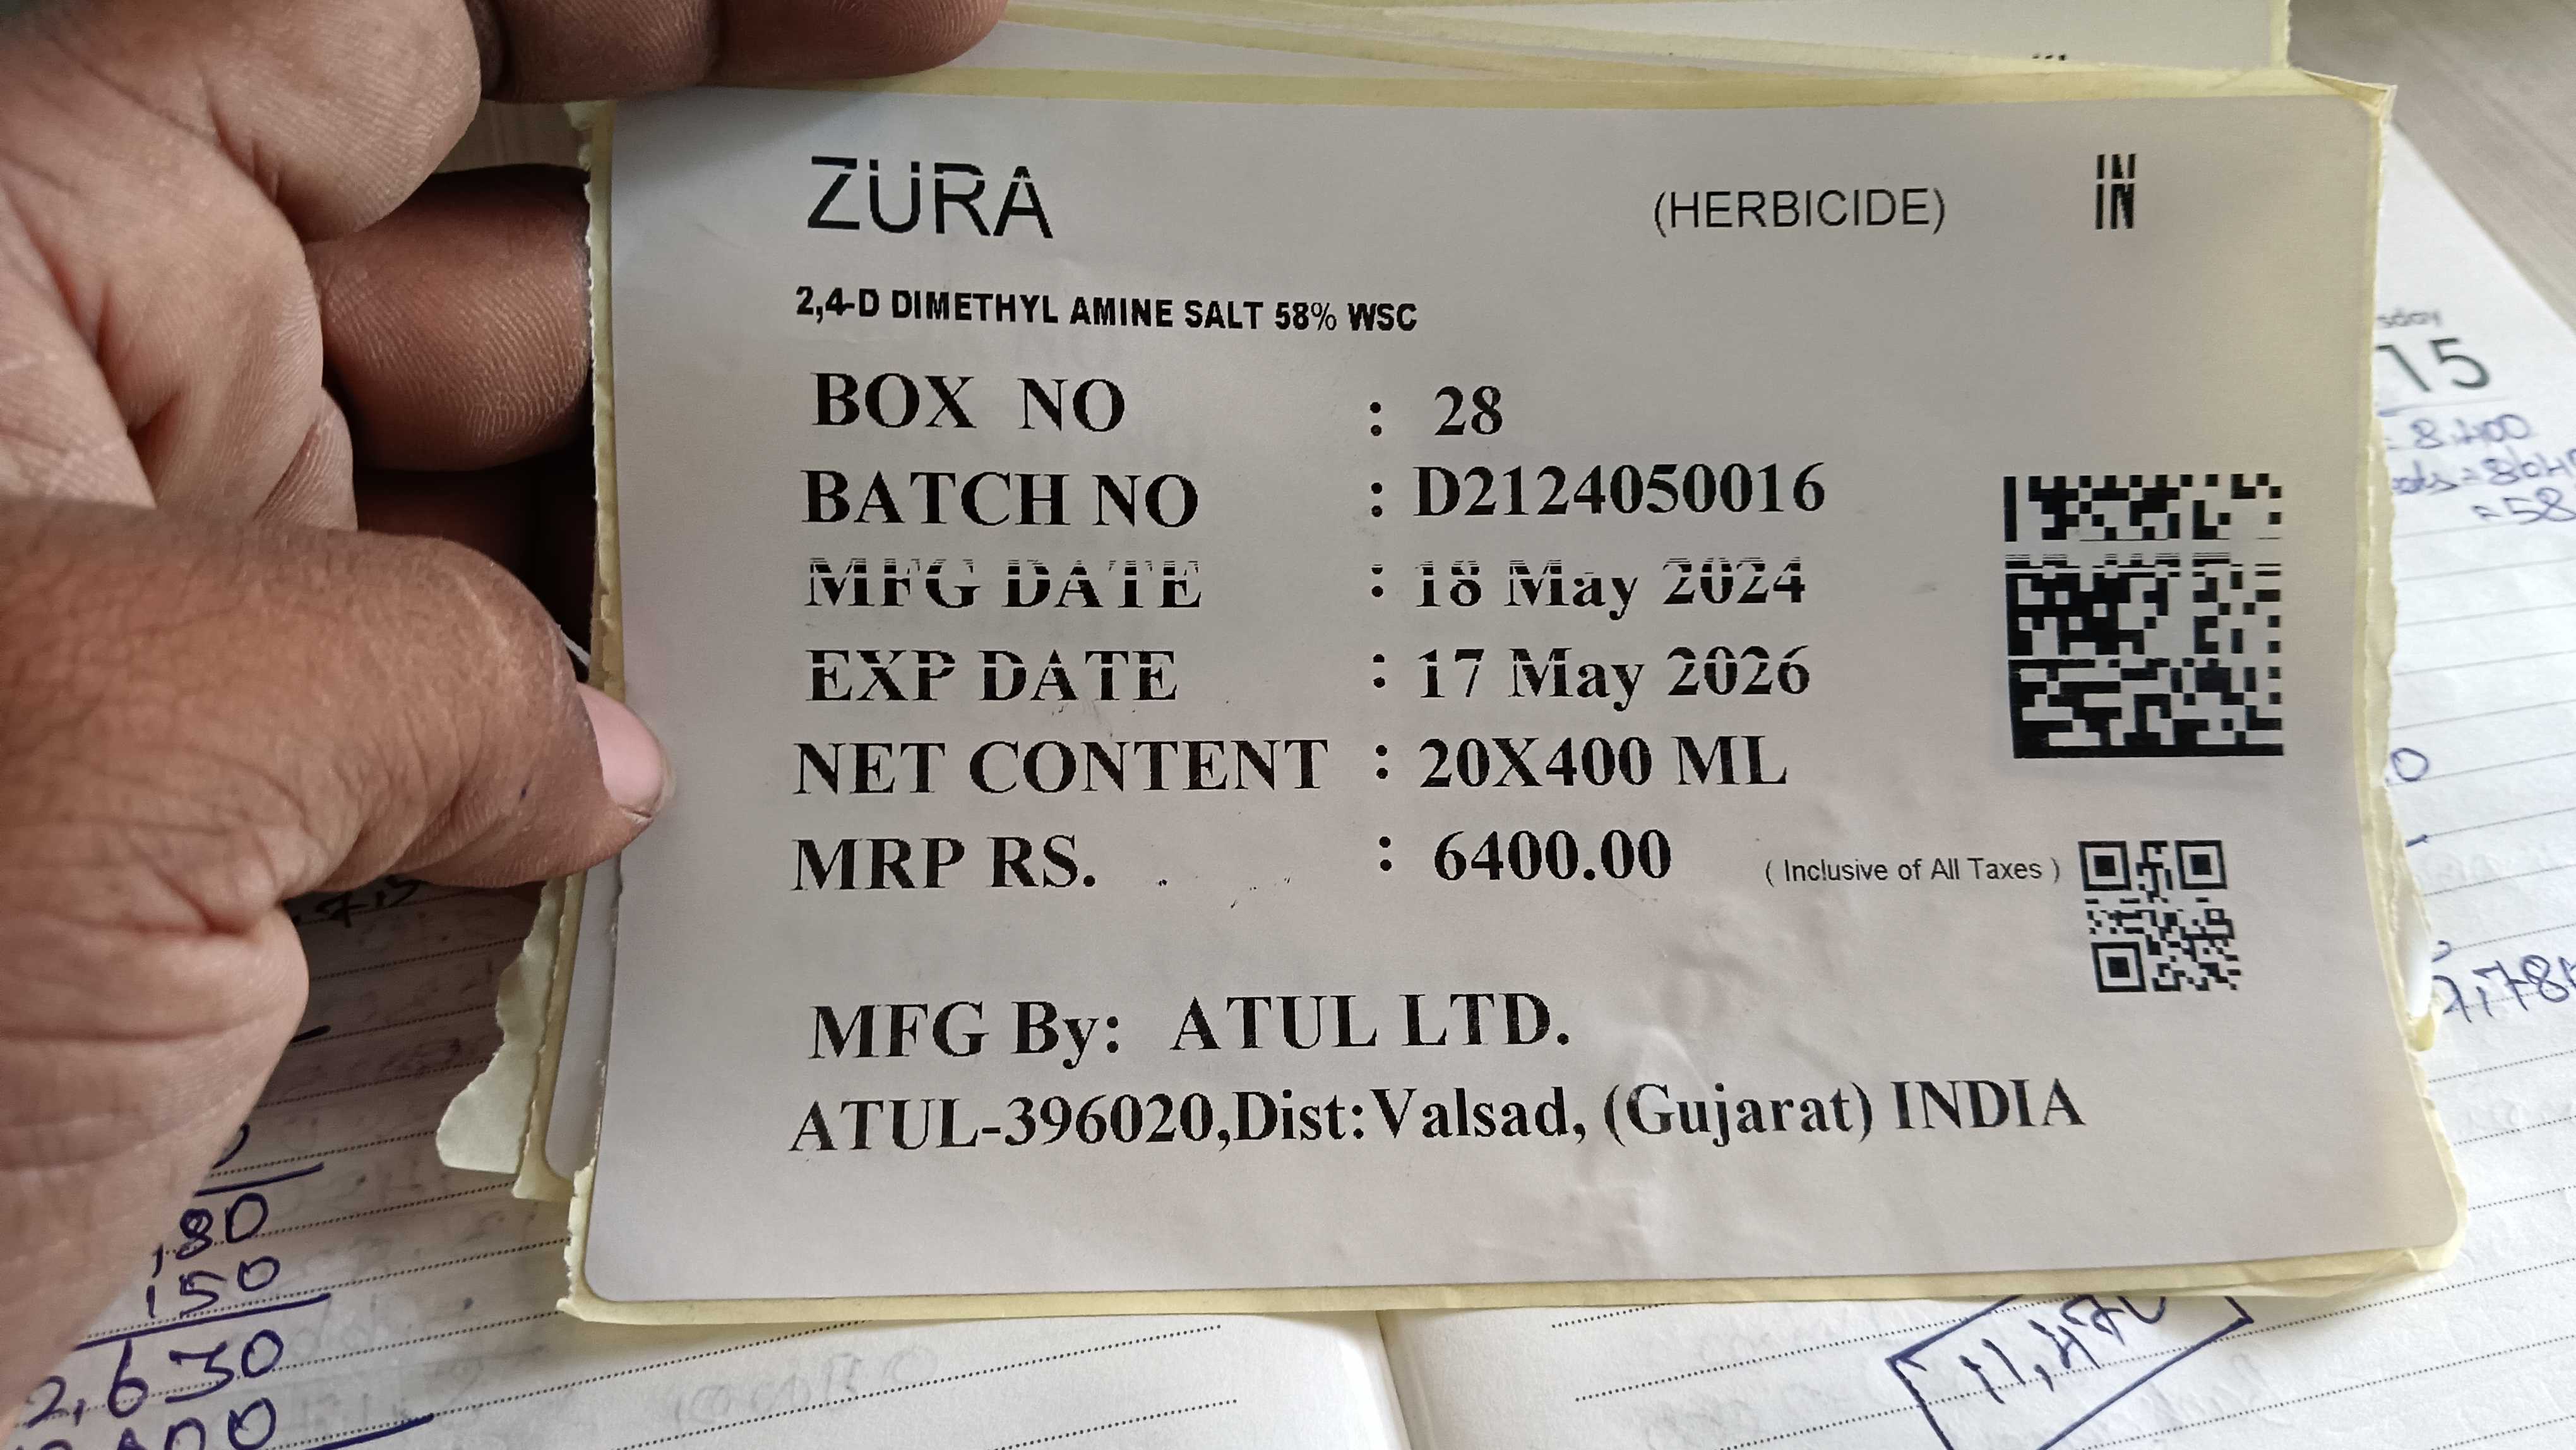 ZURA (HERBICIDE) IN
2,4-D DIMETHYL AMINE SALT 58% WSC
BOX NO : 28
BATCH NO : D2124050016
MFG DATE : 18 May 2024
EXP DATE : 17 May 2026
NET CONTENT : 20X400 ML
MRP RS. : 6400.00 ( Inclusive of All Taxes )
MFG By: ATUL LTD.
ATUL-396020,Dist:Valsad, (Gujarat) INDIA
15
80
150
2,630